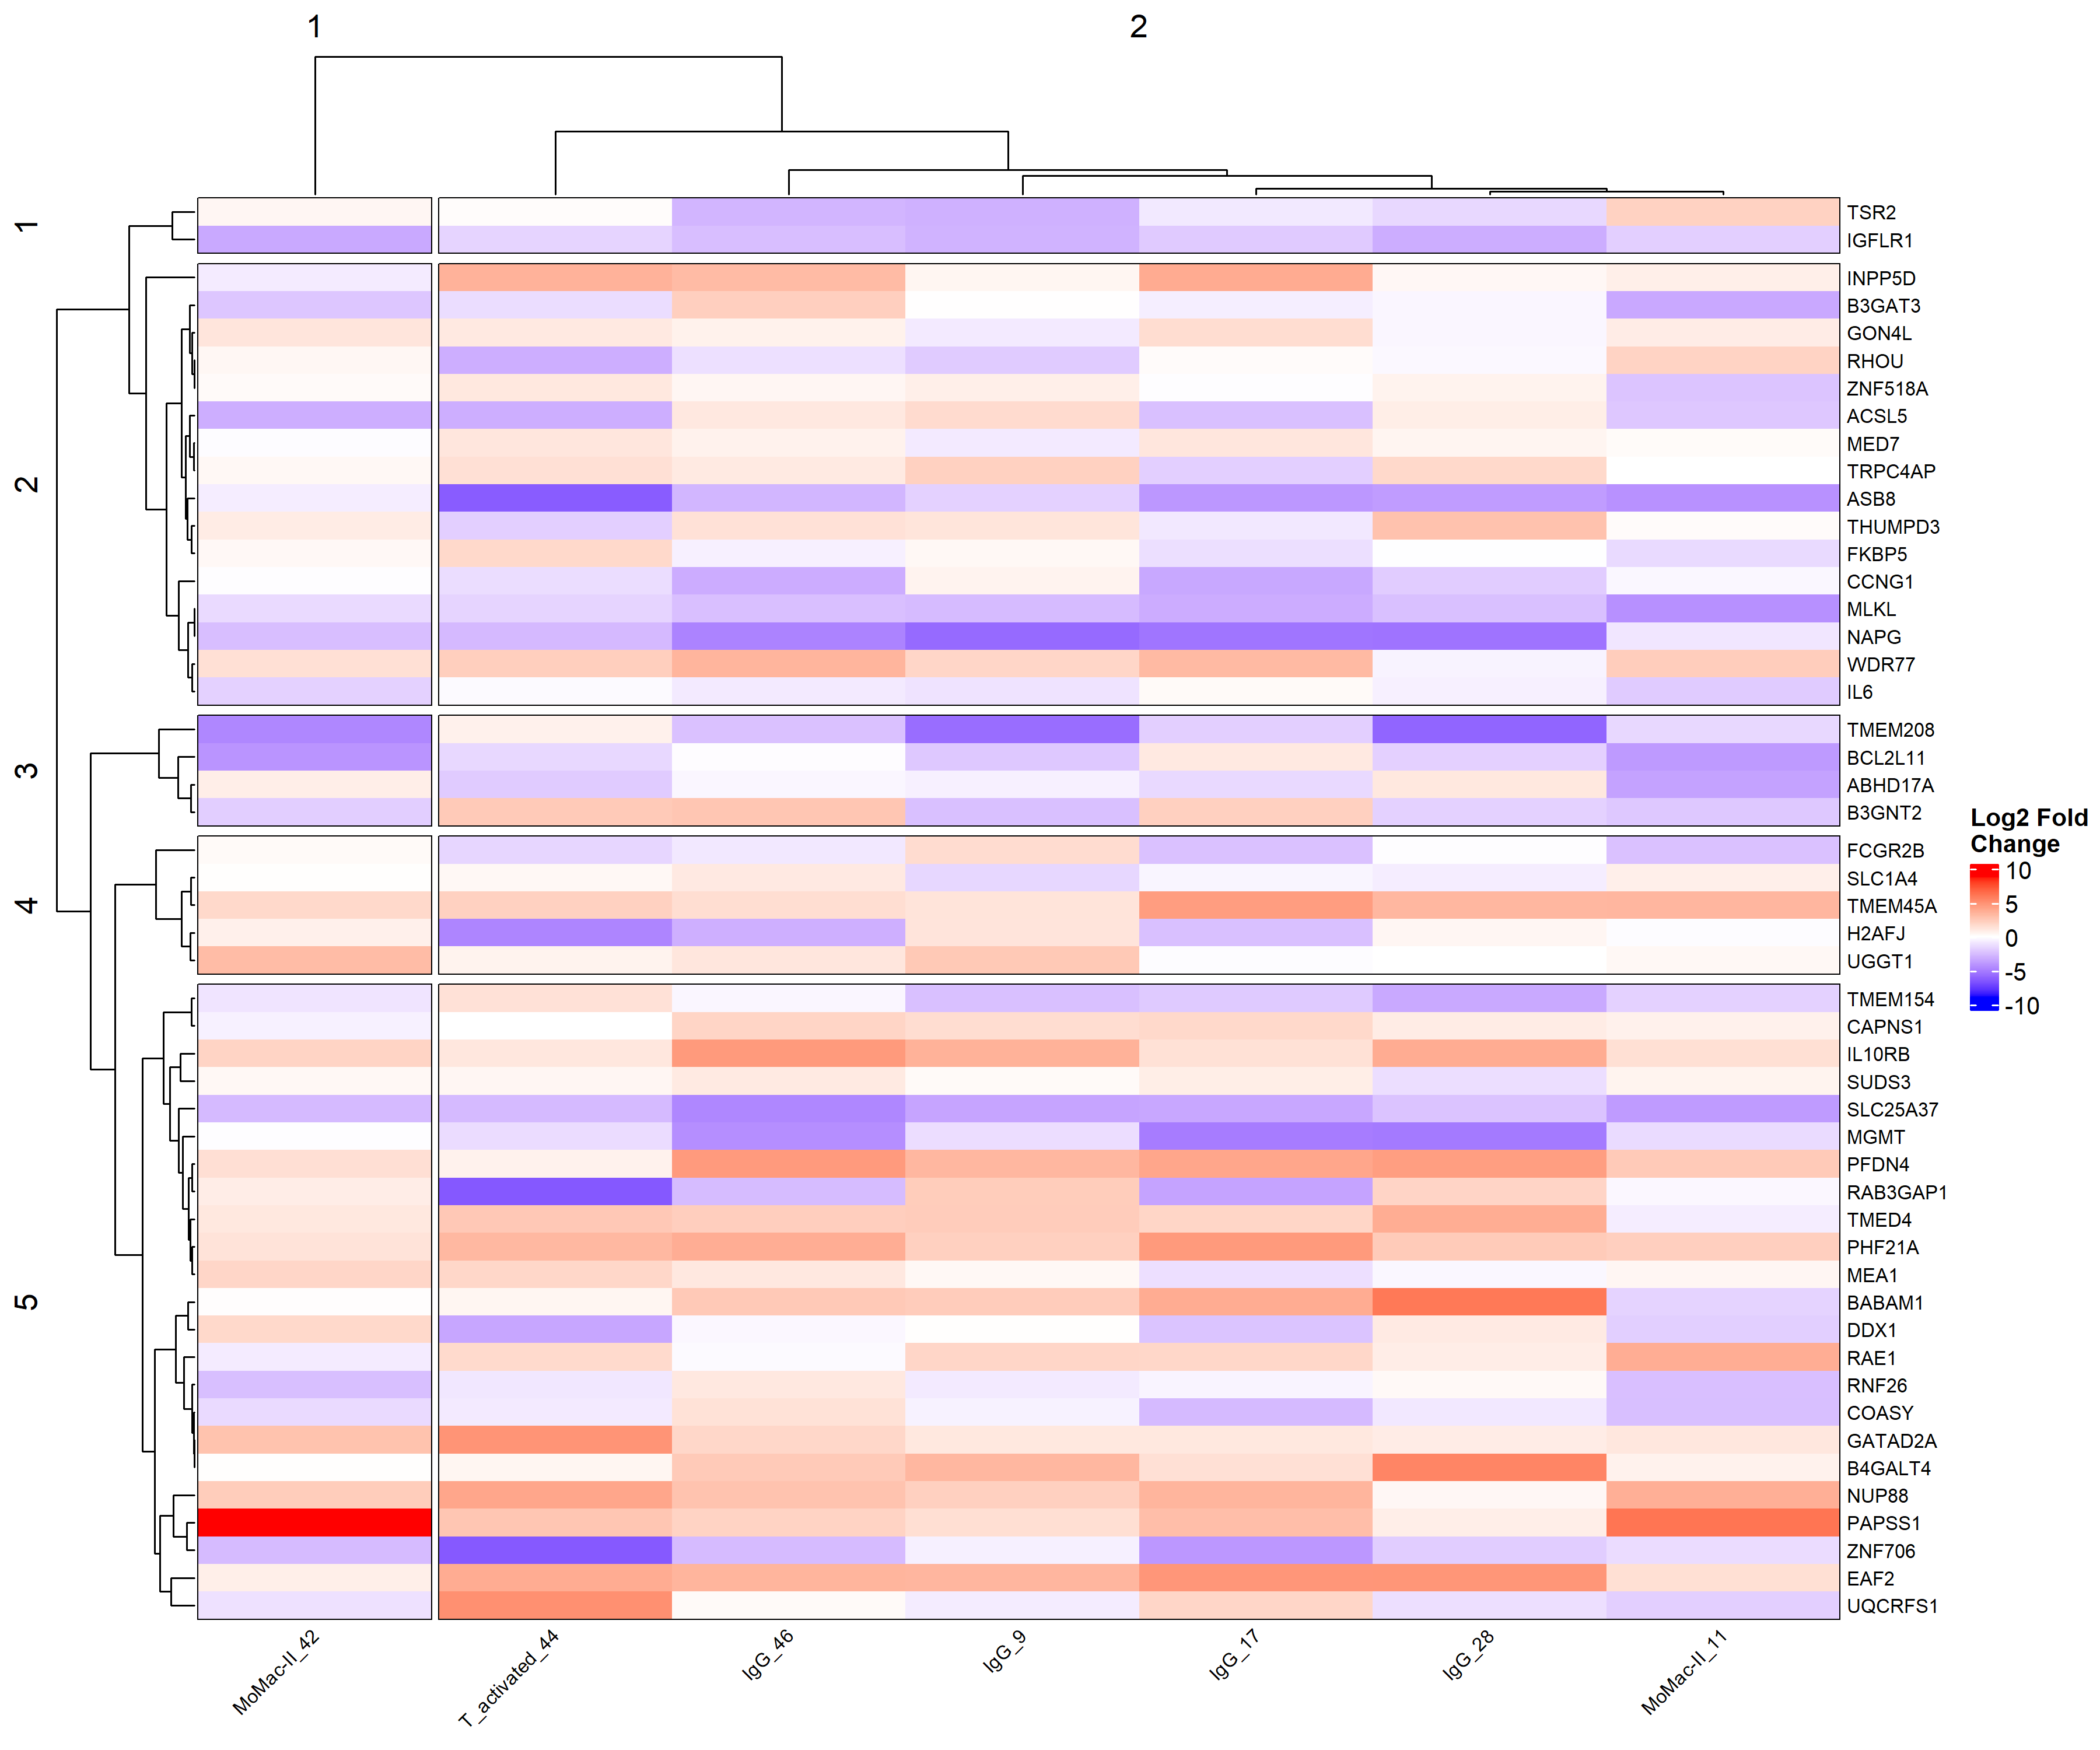 1
2
1
TSR2
IGFLR1
2
INPP5D
B3GAT3
GON4L
RHOU
ZNF518A
ACSL5
MED7
TRPC4AP
ASB8
THUMPD3
FKBP5
CCNG1
MLKL
NAPG
WDR77
IL6
3
TMEM208
BCL2L11
ABHD17A
B3GNT2
4
FCGR2B
SLC1A4
TMEM45A
H2AFJ
UGGT1
5
TMEM154
CAPNS1
IL10RB
SUDS3
SLC25A37
MGMT
PFDN4
RAB3GAP1
TMED4
PHF21A
MEA1
BABAM1
DDX1
RAE1
RNF26
COASY
GATAD2A
B4GALT4
NUP88
PAPSS1
ZNF706
EAF2
UQCRFS1
MoMac-II_42
T_activated_44
IgG_46
IgG_9
IgG_17
IgG_28
MoMac-II_11
Log2 Fold
Change
10
5
0
-5
-10